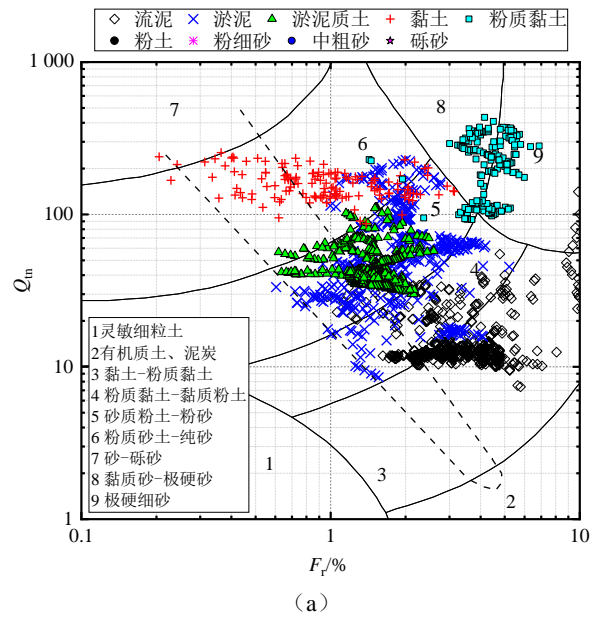 流泥 淤泥 淤泥质土 黏土 粉质黏土
粉土 粉细砂 中粗砂 砾砂
1 000
100
10
1
Qtn
7
8
6
9
5
4
1
3
2
1灵敏细粒土
2有机质土、泥炭
3 黏土-粉质黏土
4 粉质黏土-黏质粉土
5 砂质粉土-粉砂
6 粉质砂土-纯砂
7 砂-砾砂
8 黏质砂-极硬砂
9 极硬细砂
0.1 1 10
Fr/%
（a）